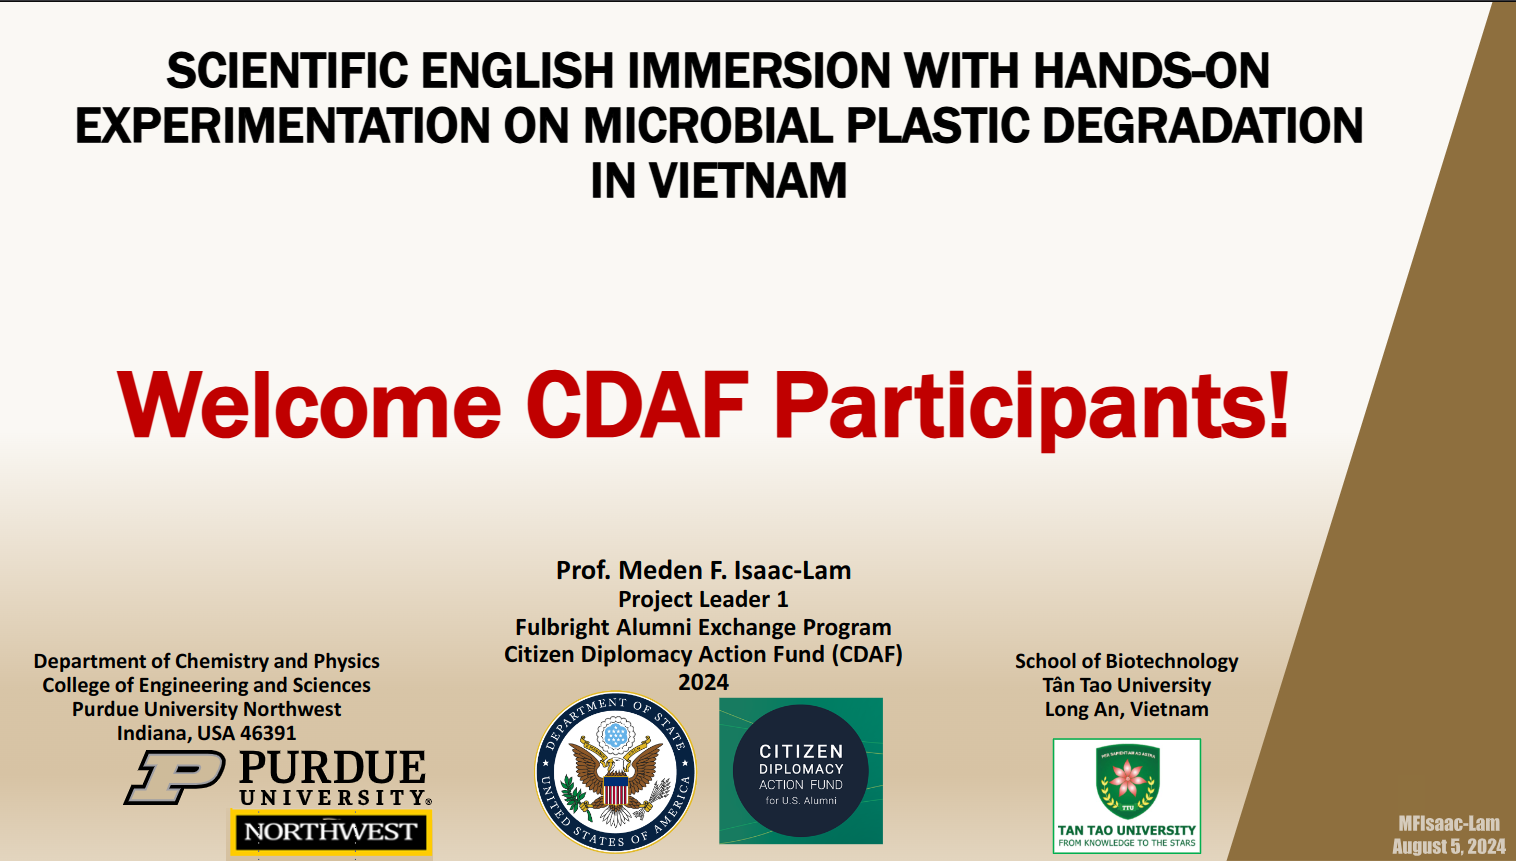 SCIENTIFIC ENGLISH IMMERSION WITH HANDS-ON
EXPERIMENTATION ON MICROBIAL PLASTIC DEGRADATION
IN VIETNAM
Welcome CDAF Participants!
Prof. Meden F. Isaac-Lam
Project Leader 1
Fulbright Alumni Exchange Program
Citizen Diplomacy Action Fund (CDAF)
2024
Department of Chemistry and Physics
College of Engineering and Sciences
Purdue University Northwest
Indiana, USA 46391
PURDUE
UNIVERSITY®
NORTHWEST
DEPARTMENT OF STATE
UNITED STATES OF AMERICA
CITIZEN
DIPLOMACY
ACTION FUND
for U.S. Alumni
School of Biotechnology
Tân Tao University
Long An, Vietnam
TTU
TAN TAO UNIVERSITY
FROM KNOWLEDGE TO THE STARS
MFIsaac-Lam
August 5, 2024